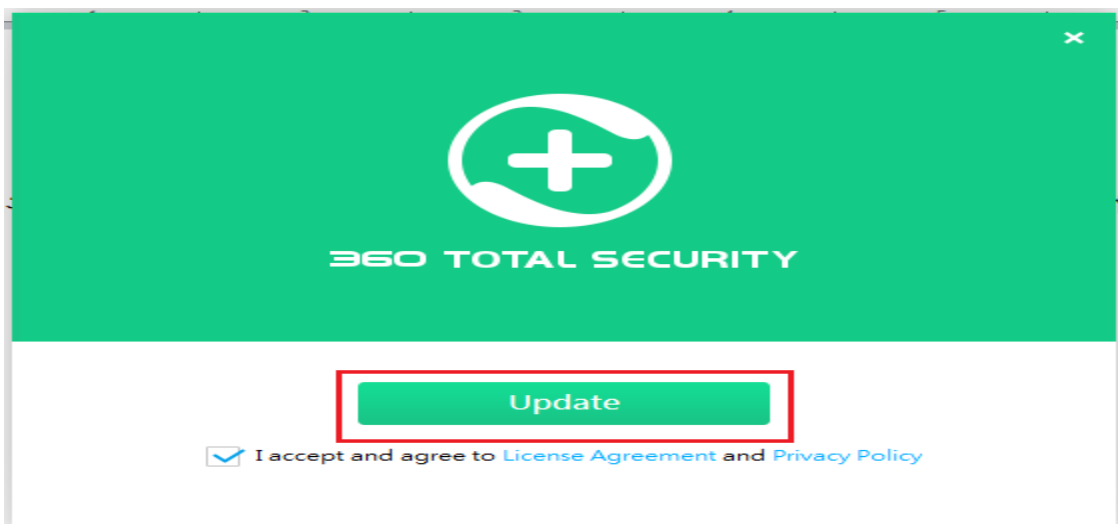 360 TOTAL SECURITY
Update
I accept and agree to License Agreement and Privacy Policy